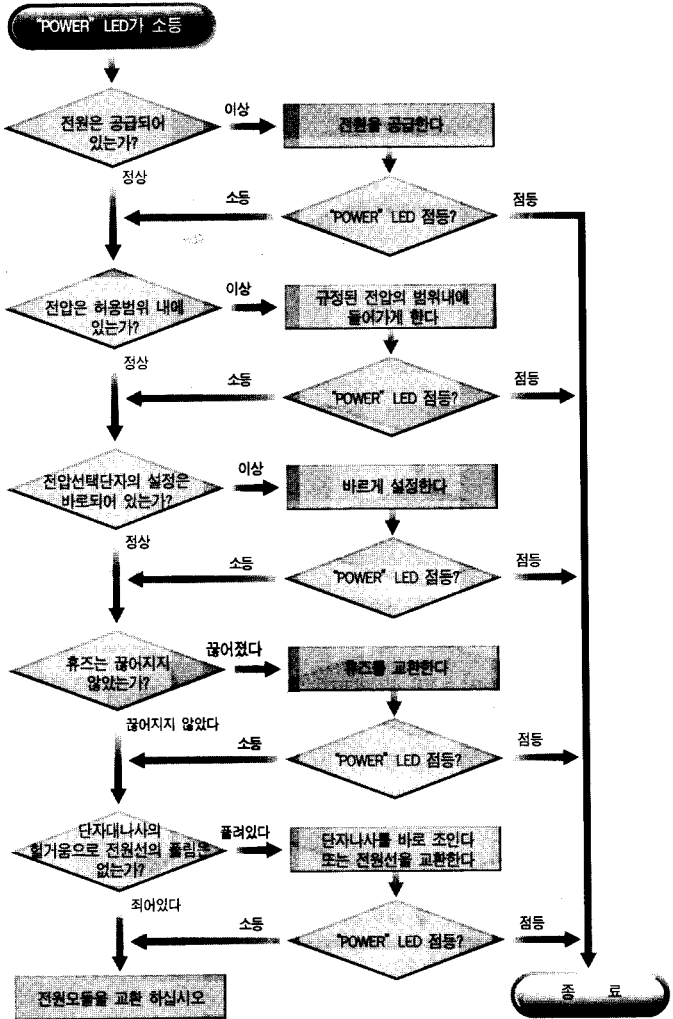 "POWER" LED가 소등
전원은 공급되어
있는가?
이상
전원을 공급한다
정상
소등
"POWER" LED 점등?
점등
전압은 허용범위 내에
있는가?
이상
규정된 전압의 범위내에
들어가게 한다
정상
소등
"POWER" LED 점등?
점등
전압선택단자의 설정은
바로되어 있는가?
이상
바르게 설정한다
정상
소등
"POWER" LED 점등?
점등
휴즈는 끊어지지
않았는가?
끊어졌다
휴즈를 교환한다
끊어지지 않았다
소등
"POWER" LED 점등?
점등
단자대나사의
헐거움으로 전원선의 풀림은
없는가?
풀려있다
단자나사를 바로 조인다
또는 전원선을 교환한다
죄어있다
소등
"POWER" LED 점등?
점등
전원모듈을 교환 하십시오
종 료